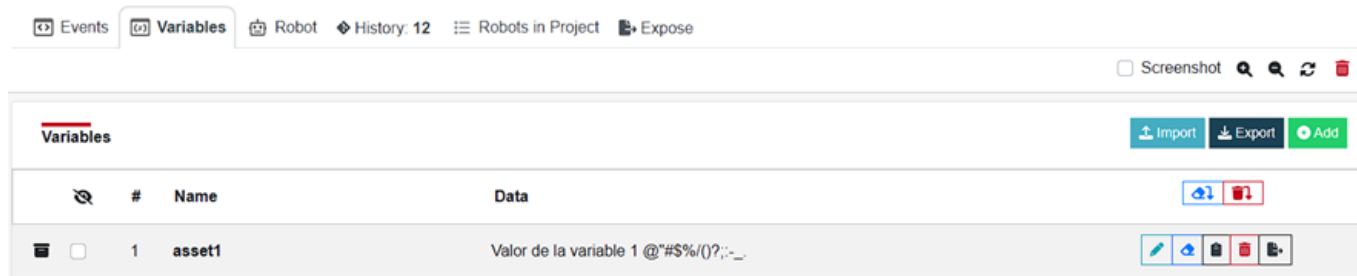 Events Variables Robot History: 12 Robots in Project Expose
Screenshot
Variables Import Export Add
# Name Data
1 asset1 Valor de la variable 1 @"#$%/()?;:-_.